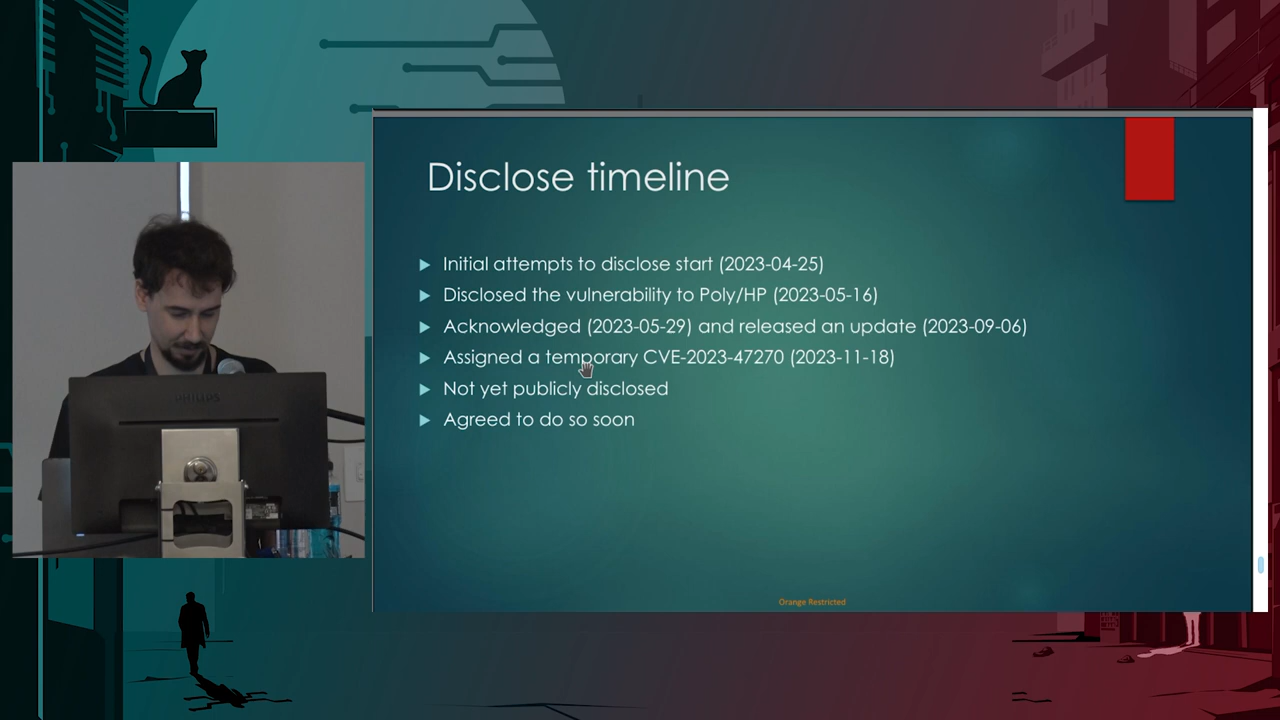 Disclose timeline
Initial attempts to disclose start (2023-04-25)
Disclosed the vulnerability to Poly/HP (2023-05-16)
Acknowledged (2023-05-29) and released an update (2023-09-06)
Assigned a temporary CVE-2023-47270 (2023-11-18)
Not yet publicly disclosed
Agreed to do so soon
Orange Restricted
PHILIPS